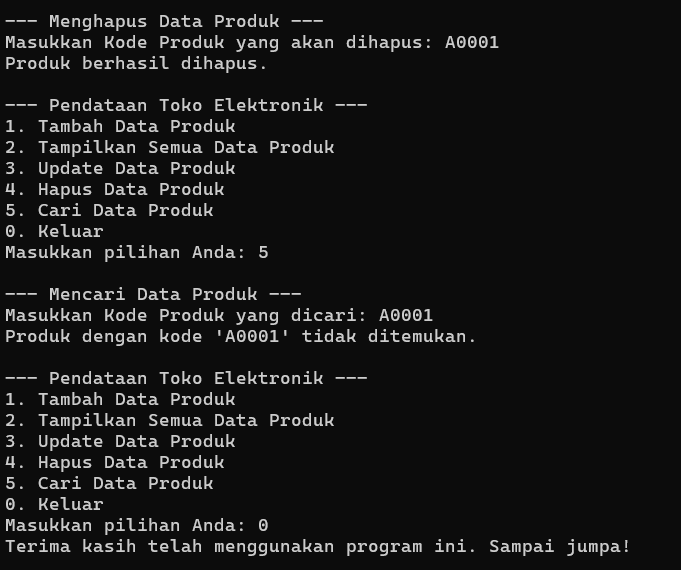 --- Menghapus Data Produk ---
Masukkan Kode Produk yang akan dihapus: A0001
Produk berhasil dihapus.

--- Pendataan Toko Elektronik ---
1. Tambah Data Produk
2. Tampilkan Semua Data Produk
3. Update Data Produk
4. Hapus Data Produk
5. Cari Data Produk
0. Keluar
Masukkan pilihan Anda: 5

--- Mencari Data Produk ---
Masukkan Kode Produk yang dicari: A0001
Produk dengan kode 'A0001' tidak ditemukan.

--- Pendataan Toko Elektronik ---
1. Tambah Data Produk
2. Tampilkan Semua Data Produk
3. Update Data Produk
4. Hapus Data Produk
5. Cari Data Produk
0. Keluar
Masukkan pilihan Anda: 0
Terima kasih telah menggunakan program ini. Sampai jumpa!